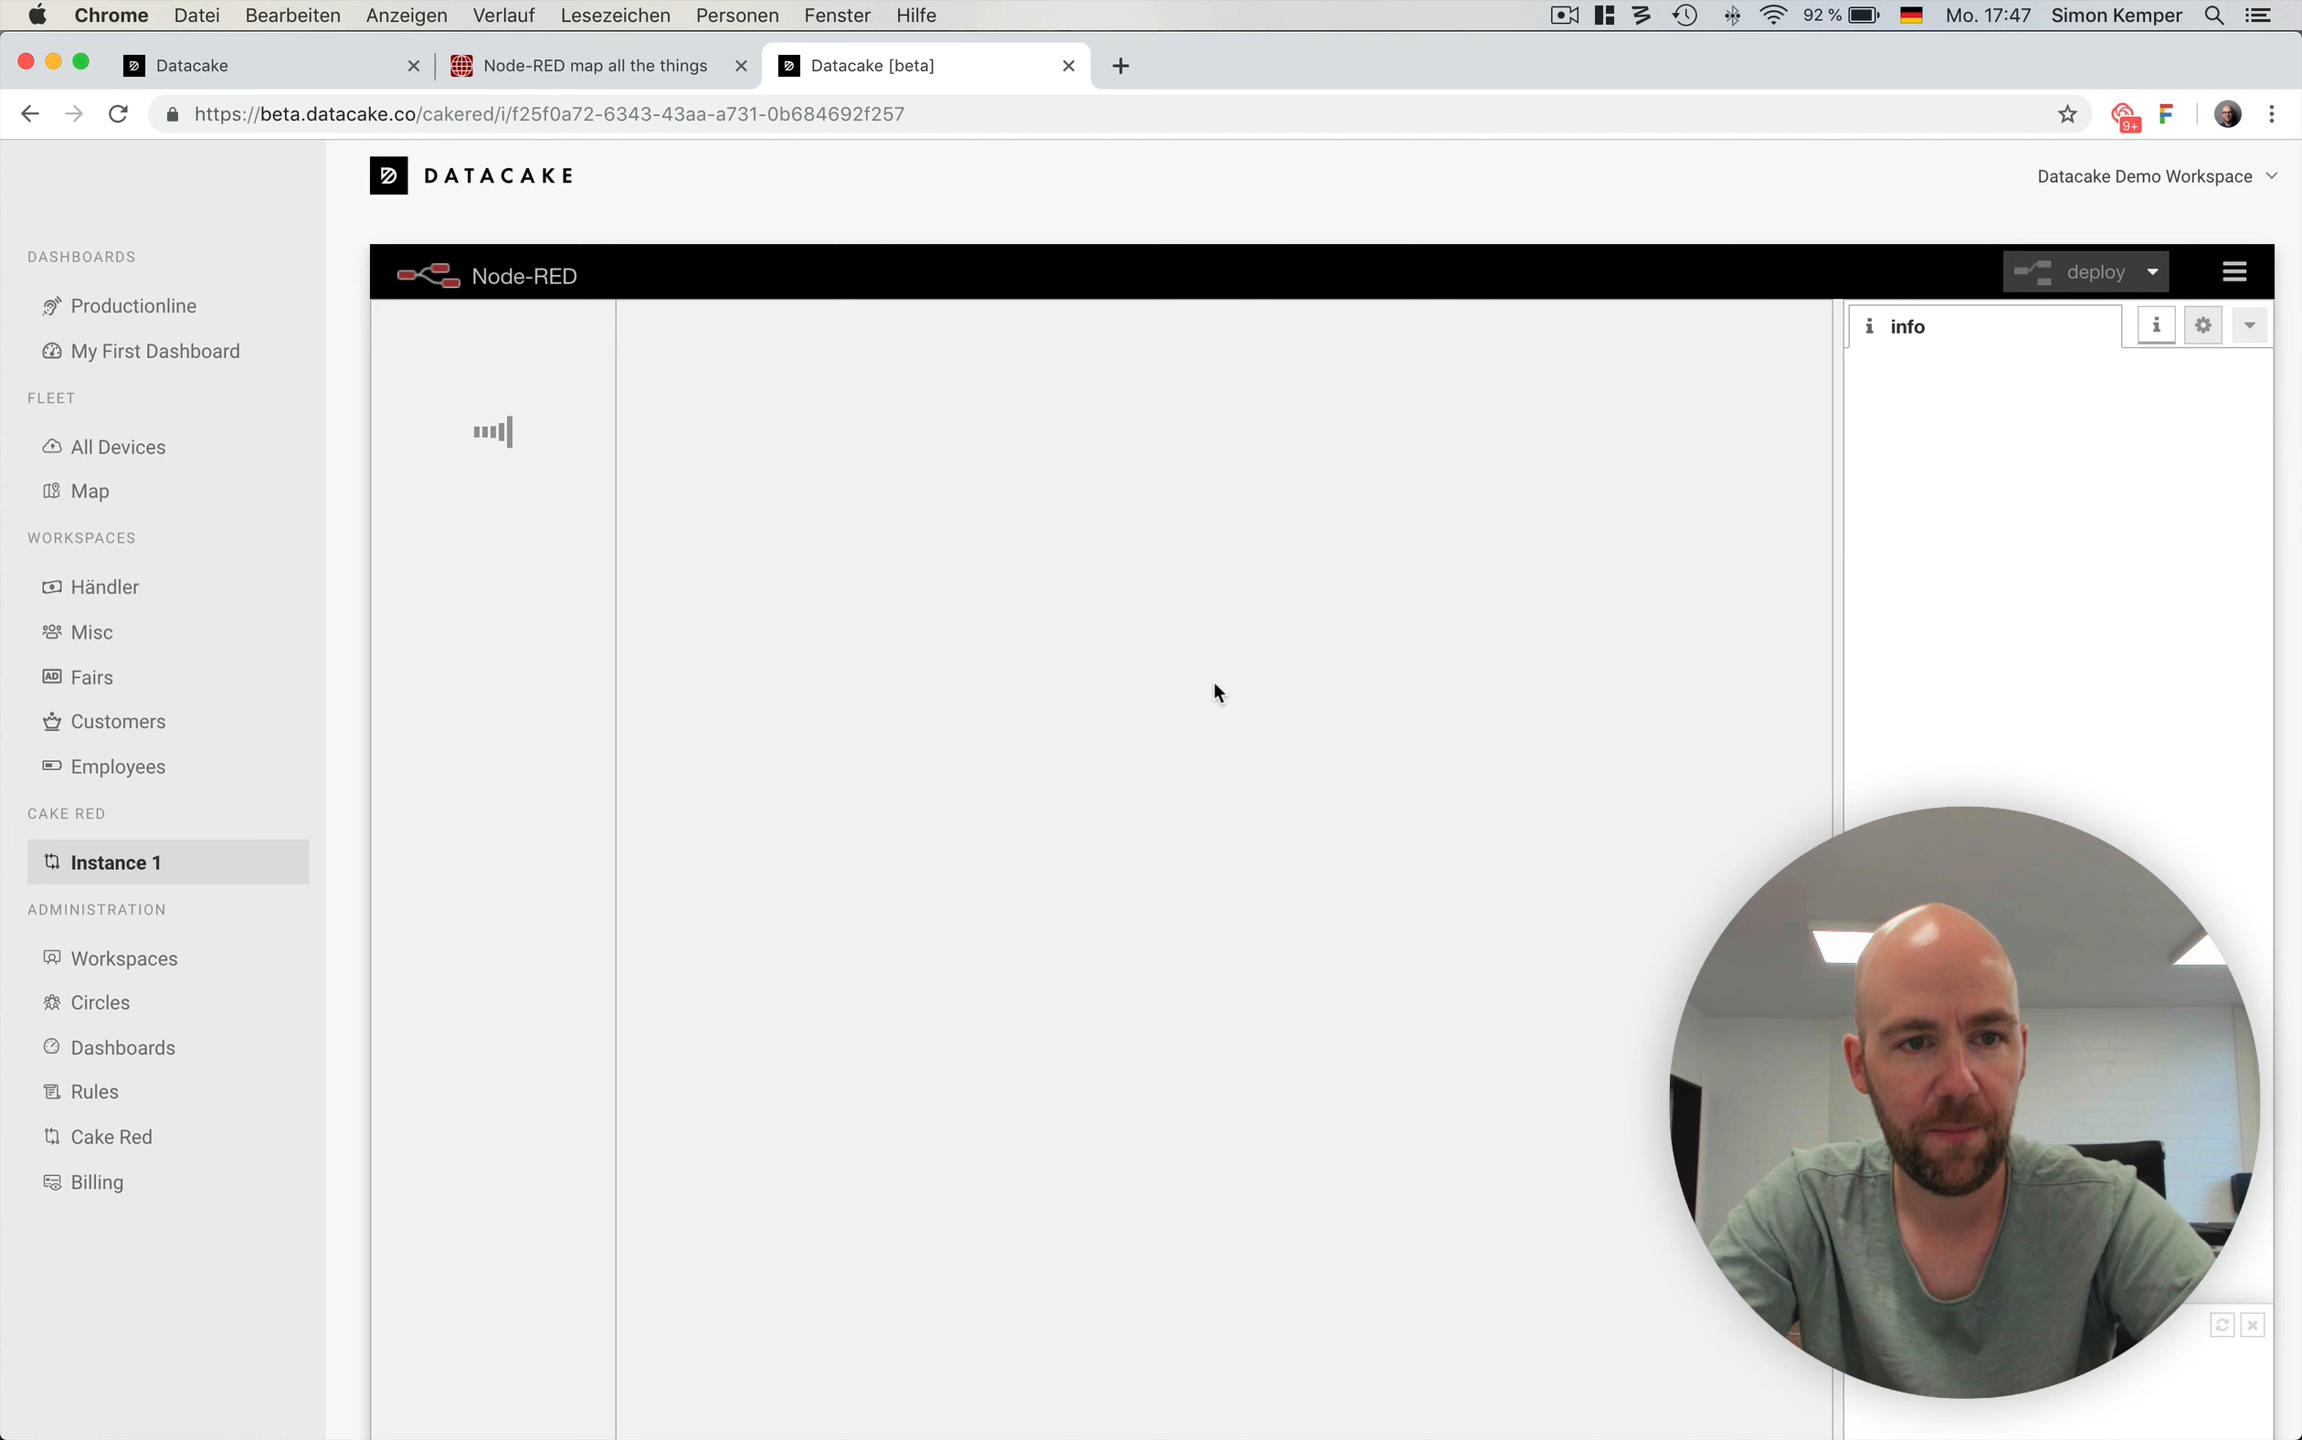 Chrome Datei Bearbeiten Anzeigen Verlauf Lesezeichen Personen Fenster Hilfe 92 % Mo. 17:47 Simon Kemper
Datacake Node-RED map all the things Datacake [beta]
https://beta.datacake.co/cakered/i/f25f0a72-6343-43aa-a731-0b684692f257 F 9+
DATACAKE Datacake Demo Workspace
Node-RED deploy
i info i
DASHBOARDS
Productionline
My First Dashboard
FLEET
All Devices
Map
WORKSPACES
Händler
Misc
AD Fairs
Customers
Employees
CAKE RED
Instance 1
ADMINISTRATION
Workspaces
Circles
Dashboards
Rules
Cake Red
Billing